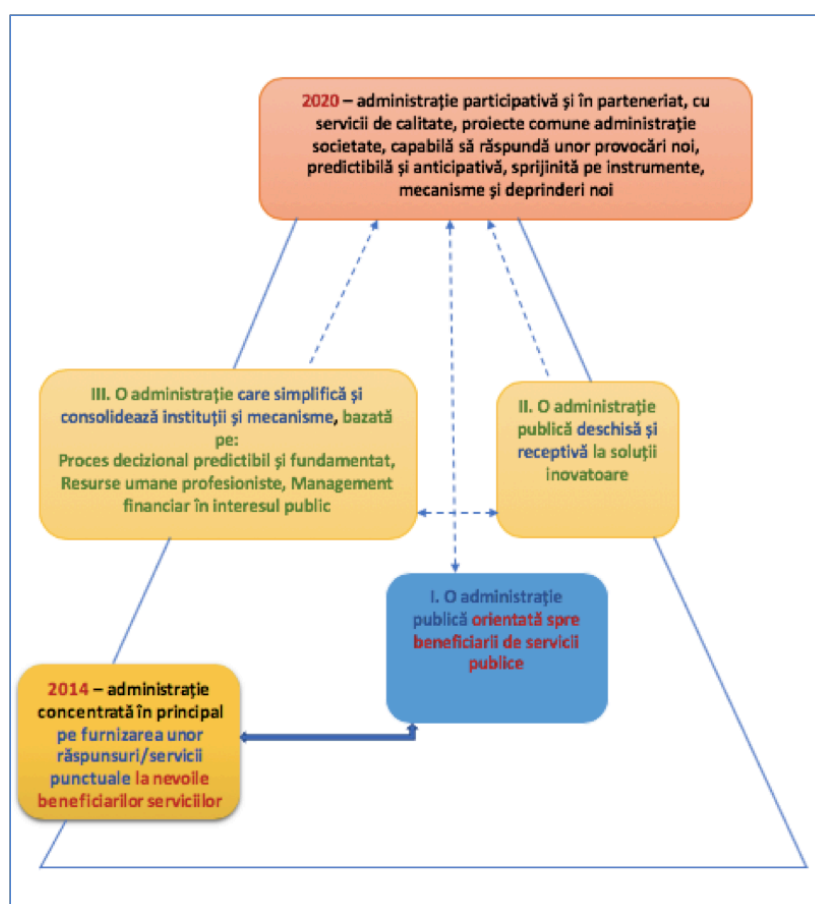 2020 – administrație participativă și în parteneriat, cu
servicii de calitate, proiecte comune administrație
societate, capabilă să răspundă unor provocări noi,
predictibilă și anticipativă, sprijinită pe instrumente,
mecanisme și deprinderi noi
III. O administrație care simplifică și
consolidează instituții și mecanisme, bazată
pe:
Proces decizional predictibil și fundamentat,
Resurse umane profesioniste, Management
financiar în interesul public
II. O administrație
publică deschisă și
receptivă la soluții
inovatoare
I. O administrație
publică orientată spre
beneficiarii de servicii
publice
2014 – administrație
concentrată în principal
pe furnizarea unor
răspunsuri/servicii
punctuale la nevoile
beneficiarilor serviciilor